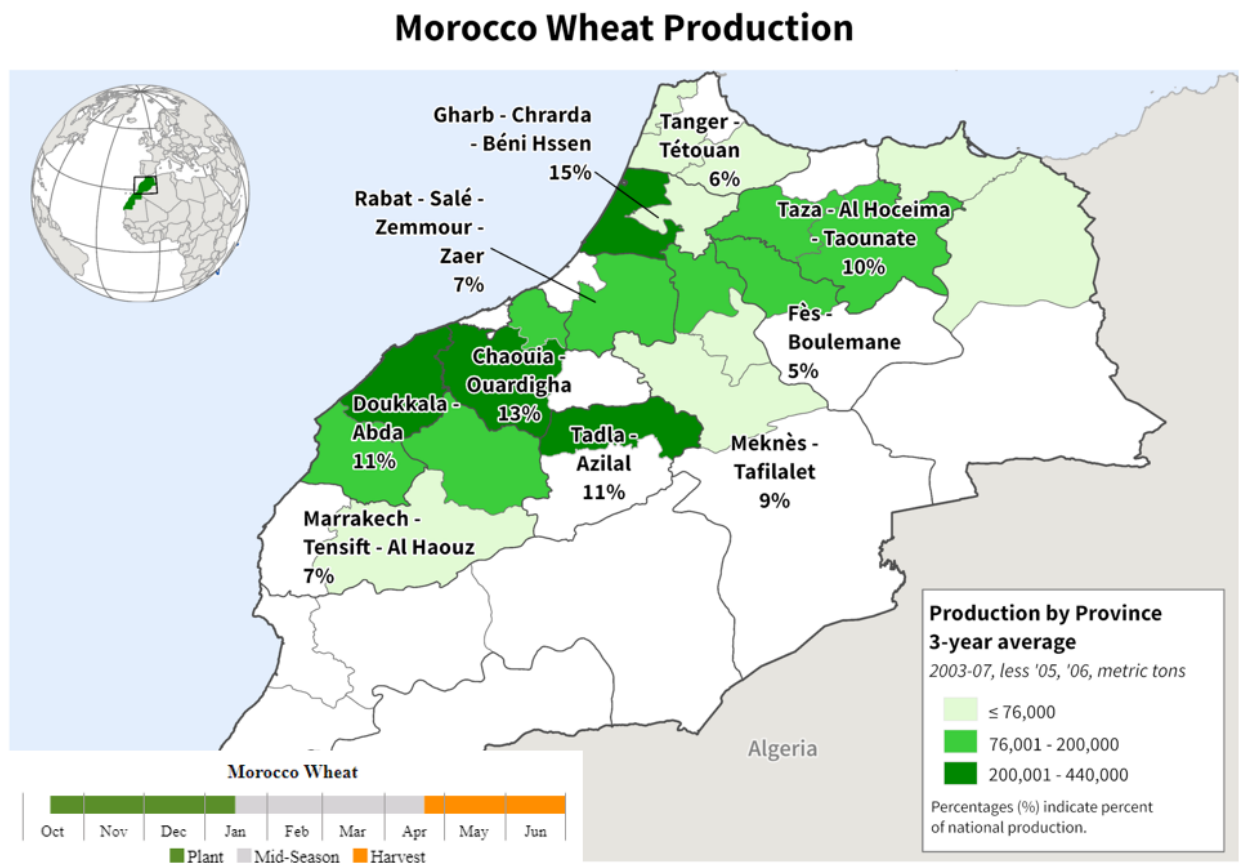 Morocco Wheat Production
Gharb - Chrarda
- Béni Hssen
15%
Tanger -
Tétouan
6%
Rabat - Salé -
Zemmour -
Zaer
7%
Taza - Al Hoceima
- Taounate
10%
Fès -
Boulemane
5%
Chaouia -
Ouardigha
13%
Doukkala -
Abda
11%
Tadla -
Azilal
11%
Meknès -
Tafilalet
9%
Marrakech -
Tensift - Al Haouz
7%
Algeria
Production by Province
3-year average
2003-07, less '05, '06, metric tons
≤ 76,000
76,001 - 200,000
200,001 - 440,000
Percentages (%) indicate percent
of national production.
Morocco Wheat
Oct Nov Dec Jan Feb Mar Apr May Jun
Plant Mid-Season Harvest